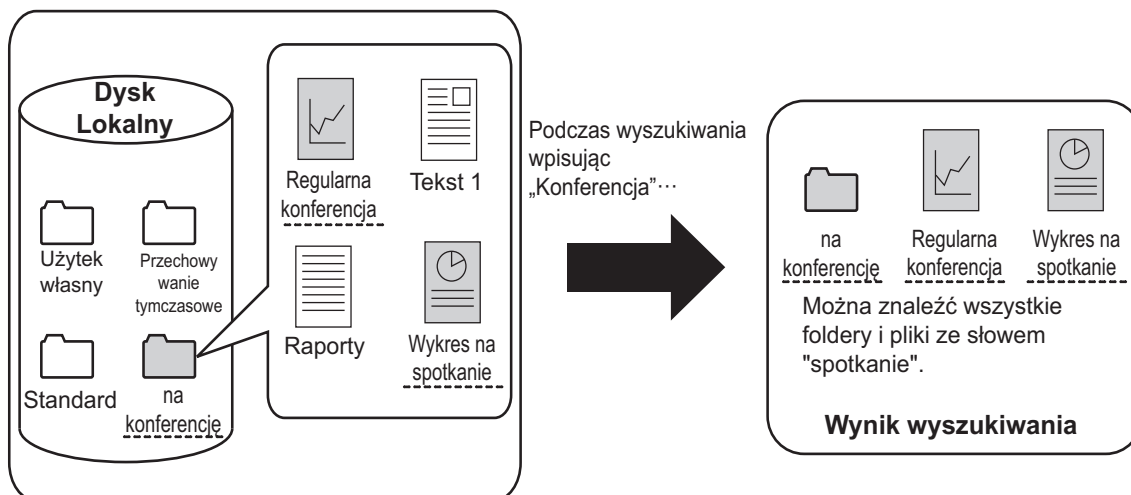 Dysk
Lokalny
Użytek
własny
Przechowy
wanie
tymczasowe
Standard
na
konferencję
Regularna
konferencja
Tekst 1
Raporty
Wykres na
spotkanie
Podczas wyszukiwania
wpisując
„Konferencja”···
na
konferencję
Regularna
konferencja
Wykres na
spotkanie
Można znaleźć wszystkie
foldery i pliki ze słowem
"spotkanie".
Wynik wyszukiwania